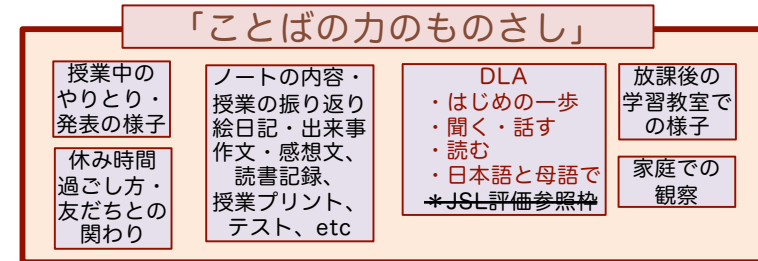 「ことばの力のものさし」
授業中の
やりとり・
発表の様子
休み時間
過ごし方・
友だちとの
関わり
ノートの内容・
授業の振り返り
絵日記・出来事
作文・感想文、
読書記録、
授業プリント、
テスト、etc
DLA
・はじめの一歩
・聞く・話す
・読む
・日本語と母語で
＊JSL評価参照枠
放課後の
学習教室で
の様子
家庭での
観察